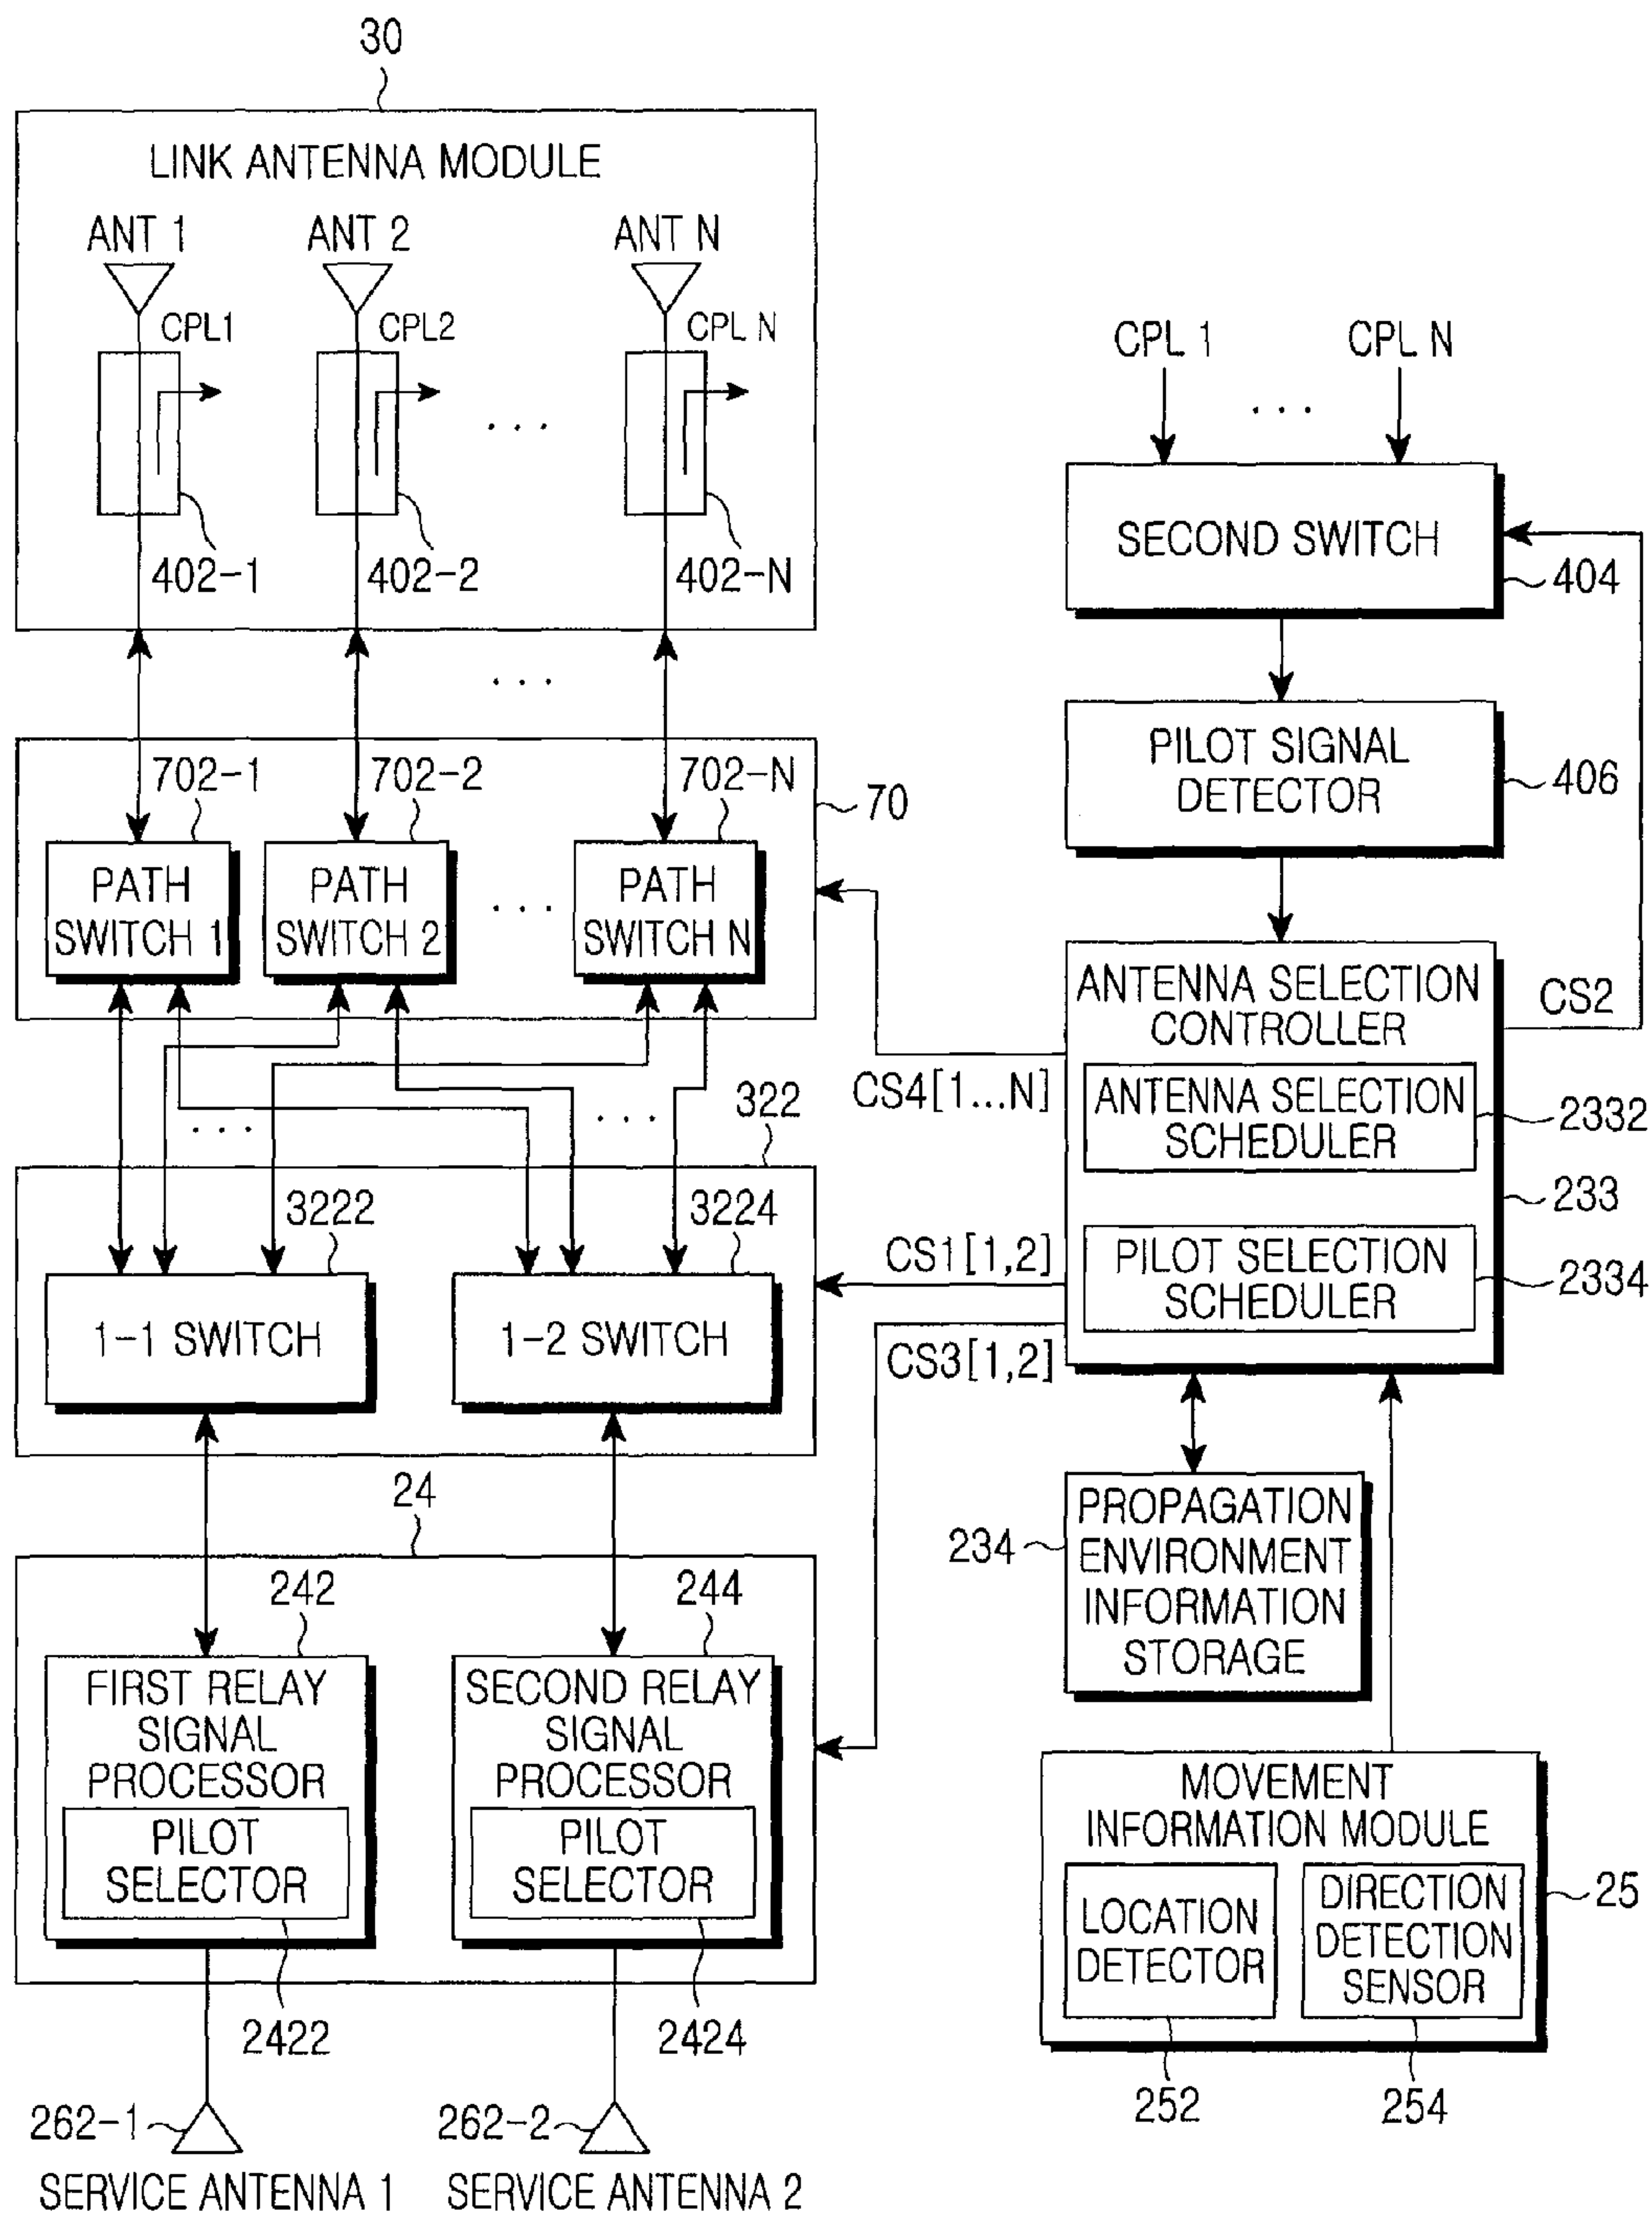 30
LINK ANTENNA MODULE
ANT 1
ANT 2
ANT N
CPL1
CPL2
CPL N
. . .
402-1
402-2
402-N
. . .
702-1
702-2
702-N
70
PATH
SWITCH 1
PATH
SWITCH 2
. . .
PATH
SWITCH N
. . .
. . .
322
3222
3224
1-1 SWITCH
1-2 SWITCH
24
242
244
FIRST RELAY
SIGNAL
PROCESSOR
PILOT
SELECTOR
SECOND RELAY
SIGNAL
PROCESSOR
PILOT
SELECTOR
2422
2424
262-1
262-2
SERVICE ANTENNA 1
SERVICE ANTENNA 2
CPL 1
CPL N
. . .
SECOND SWITCH
404
PILOT SIGNAL
DETECTOR
406
ANTENNA SELECTION
CONTROLLER
CS2
CS4[1...N]
ANTENNA SELECTION
SCHEDULER
2332
233
CS1[1,2]
PILOT SELECTION
SCHEDULER
2334
CS3[1,2]
234
PROPAGATION
ENVIRONMENT
INFORMATION
STORAGE
MOVEMENT
INFORMATION MODULE
25
LOCATION
DETECTOR
DIRECTION
DETECTION
SENSOR
252
254